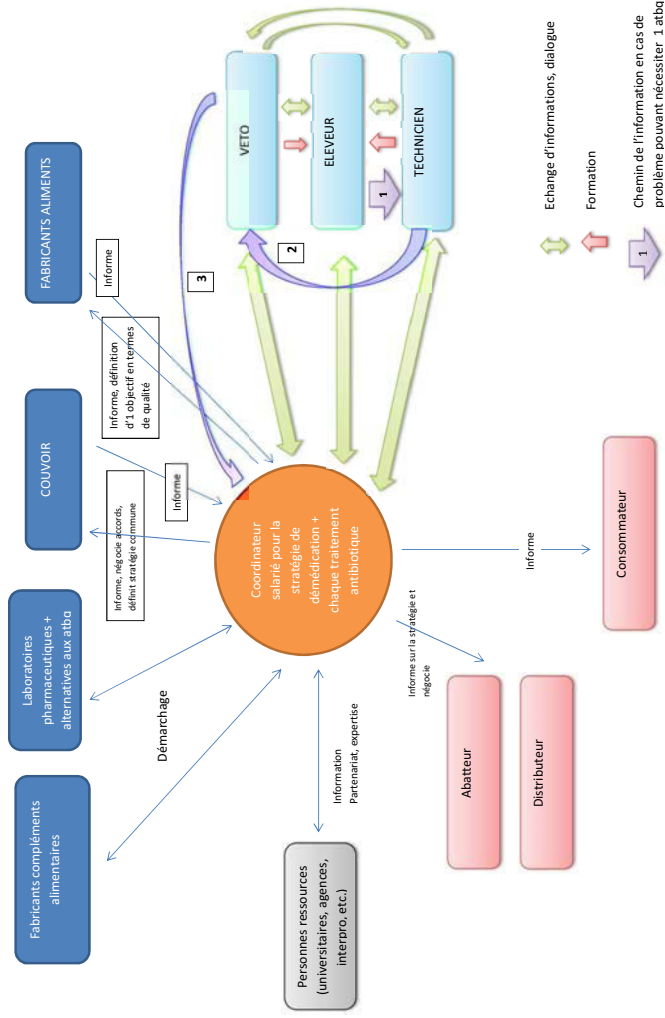 Fabricants compléments
alimentaires
Laboratoires
pharmaceutiques +
alternatives aux atbq
COUVOIR
FABRICANTS ALIMENTS
Démarchage
Informe, négocie accords,
définit stratégie commune
Informe
Informe, définition
d'1 objectif en termes
de qualité
Informe
3
Personnes ressources
(universitaires, agences,
interpro, etc.)
Information
Partenariat, expertise
Coordinateur
salarié pour la
stratégie de
démédication +
chaque traitement
antibiotique
2
VETO
ELEVEUR
1
TECHNICIEN
Informe sur la stratégie et
négocie
Informe
Abatteur
Distributeur
Consommateur
Echange d'informations, dialogue
Formation
1
Chemin de l'information en cas de
problème pouvant nécessiter 1 atbq